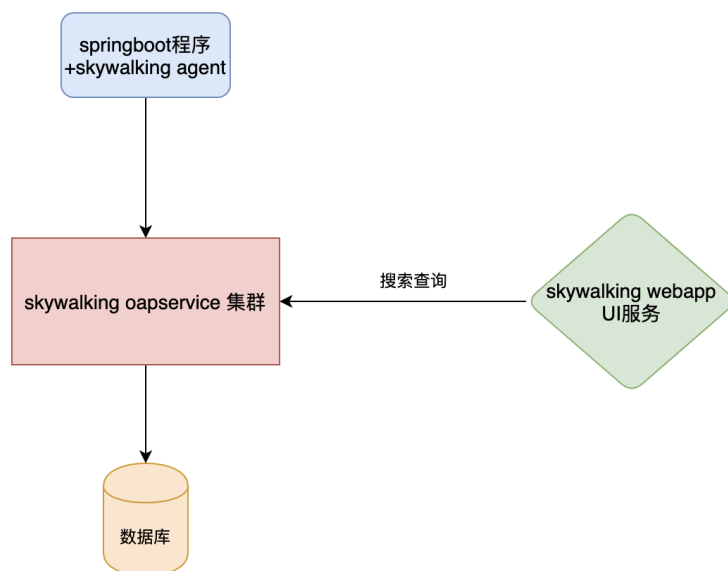 springboot程序
+skywalking agent
skywalking oapservice 集群
搜索查询
skywalking webapp
UI服务
数据库